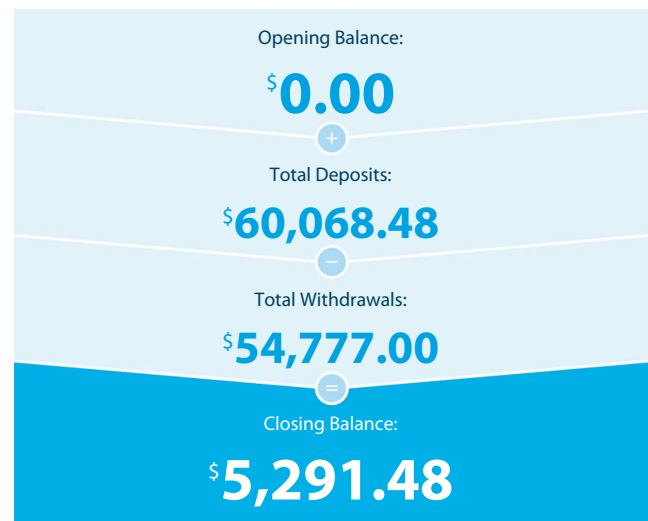 Opening Balance:
$0.00
+
Total Deposits:
$60,068.48
−
Total Withdrawals:
$54,777.00
=
Closing Balance:
$5,291.48